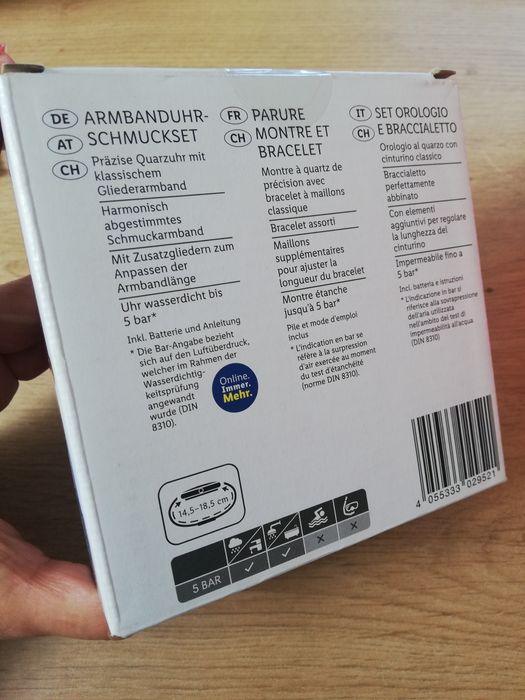 DE ARMBANDUHR-
AT SCHMUCKSET
CH
Präzise Quarzuhr mit
klassischem
Gliederarmband
Harmonisch
abgestimmtes
Schmuckarmband
Mit Zusatzgliedern zum
Anpassen der
Armbandlänge
Uhr wasserdicht bis
5 bar*
Inkl. Batterie und Anleitung
* Die Bar-Angabe bezieht
sich auf den Luftüberdruck,
welcher im Rahmen der
Wasserdichtig-
keitsprüfung
angewandt
wurde (DIN
8310).
Online.
Immer.
Mehr.
FR PARURE
CH MONTRE ET
BRACELET
Montre à quartz de
précision avec
bracelet à maillons
classique
Bracelet assorti
Maillons
supplémentaires
pour ajuster la
longueur du bracelet
Montre étanche
jusqu'à 5 bar*
Pile et mode d'emploi
inclus
* L'indication en bar se
réfère à la surpression
d'air exercée au moment
du test d'étanchéité
(norme DIN 8310).
IT SET OROLOGIO
CH E BRACCIALETTO
Orologio al quarzo con
cinturino classico
Braccialetto
perfettamente
abbinato
Con elementi
aggiuntivi per regolare
la lunghezza del
cinturino
Impermeabile fino a
5 bar*
Incl. batteria e istruzioni
* L'indicazione in bar si
riferisce alla sovrapressione
dell'aria utilizzata
nell'ambito del test di
impermeabilità all'acqua
(DIN 8310)
14,5–18,5 cm
5 BAR
4 055333 029521